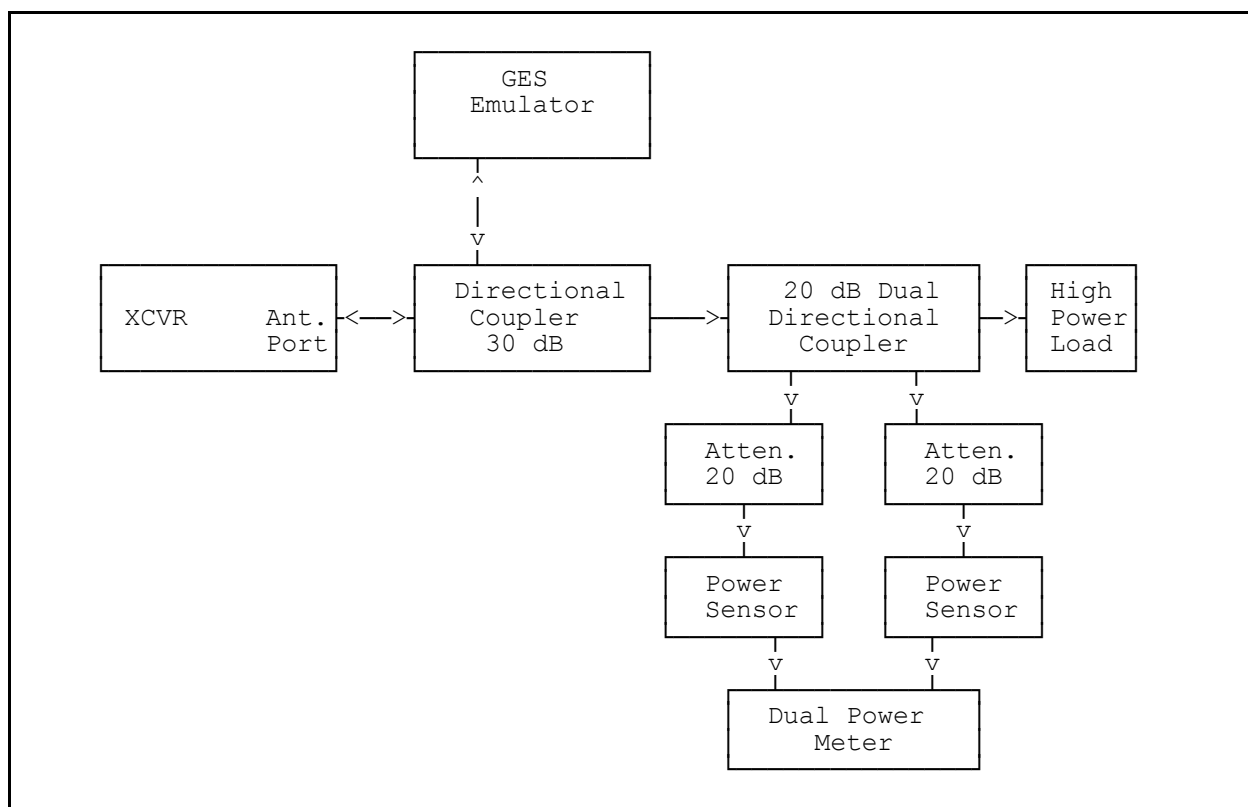 GES
Emulator
XCVR
Ant.
Port
Directional
Coupler
30 dB
20 dB Dual
Directional
Coupler
High
Power
Load
Atten.
20 dB
Atten.
20 dB
Power
Sensor
Power
Sensor
Dual Power
Meter